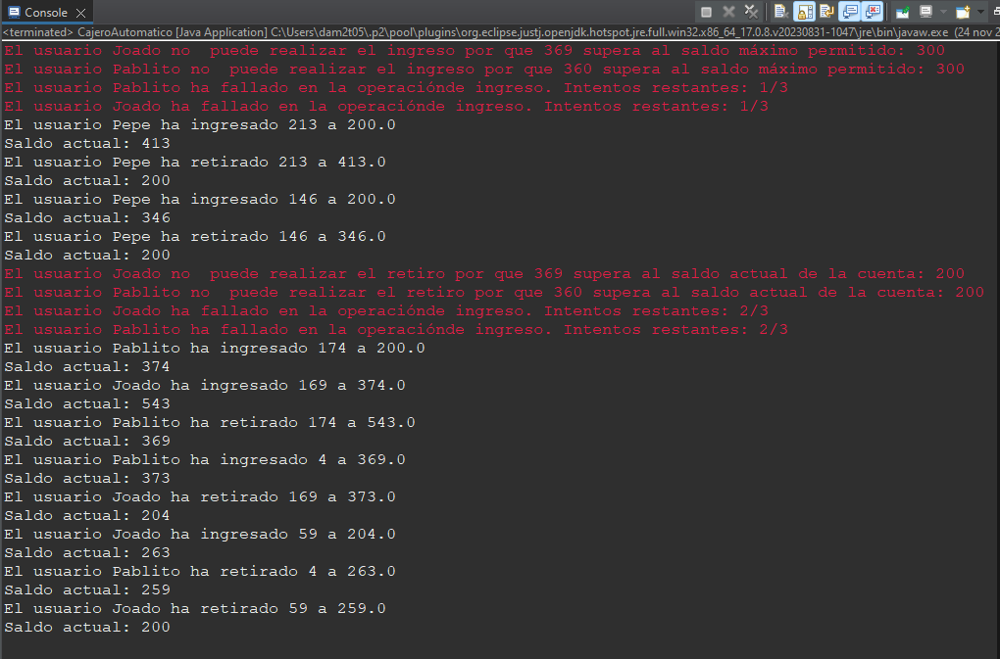 Console
<terminated> CajeroAutomatico [Java Application] C:\Users\dam2t05\.p2\pool\plugins\org.eclipse.justj.openjdk.hotspot.jre.full.win32.x86_64_17.0.8.v20230831-1047\jre\bin\javaw.exe (24 nov 2
El usuario Joado no  puede realizar el ingreso por que 369 supera al saldo máximo permitido: 300
El usuario Pablito no  puede realizar el ingreso por que 360 supera al saldo máximo permitido: 300
El usuario Pablito ha fallado en la operaciónde ingreso. Intentos restantes: 1/3
El usuario Joado ha fallado en la operaciónde ingreso. Intentos restantes: 1/3
El usuario Pepe ha ingresado 213 a 200.0
Saldo actual: 413
El usuario Pepe ha retirado 213 a 413.0
Saldo actual: 200
El usuario Pepe ha ingresado 146 a 200.0
Saldo actual: 346
El usuario Pepe ha retirado 146 a 346.0
Saldo actual: 200
El usuario Joado no  puede realizar el retiro por que 369 supera al saldo actual de la cuenta: 200
El usuario Pablito no  puede realizar el retiro por que 360 supera al saldo actual de la cuenta: 200
El usuario Joado ha fallado en la operaciónde ingreso. Intentos restantes: 2/3
El usuario Pablito ha fallado en la operaciónde ingreso. Intentos restantes: 2/3
El usuario Pablito ha ingresado 174 a 200.0
Saldo actual: 374
El usuario Joado ha ingresado 169 a 374.0
Saldo actual: 543
El usuario Pablito ha retirado 174 a 543.0
Saldo actual: 369
El usuario Pablito ha ingresado 4 a 369.0
Saldo actual: 373
El usuario Joado ha retirado 169 a 373.0
Saldo actual: 204
El usuario Joado ha ingresado 59 a 204.0
Saldo actual: 263
El usuario Pablito ha retirado 4 a 263.0
Saldo actual: 259
El usuario Joado ha retirado 59 a 259.0
Saldo actual: 200